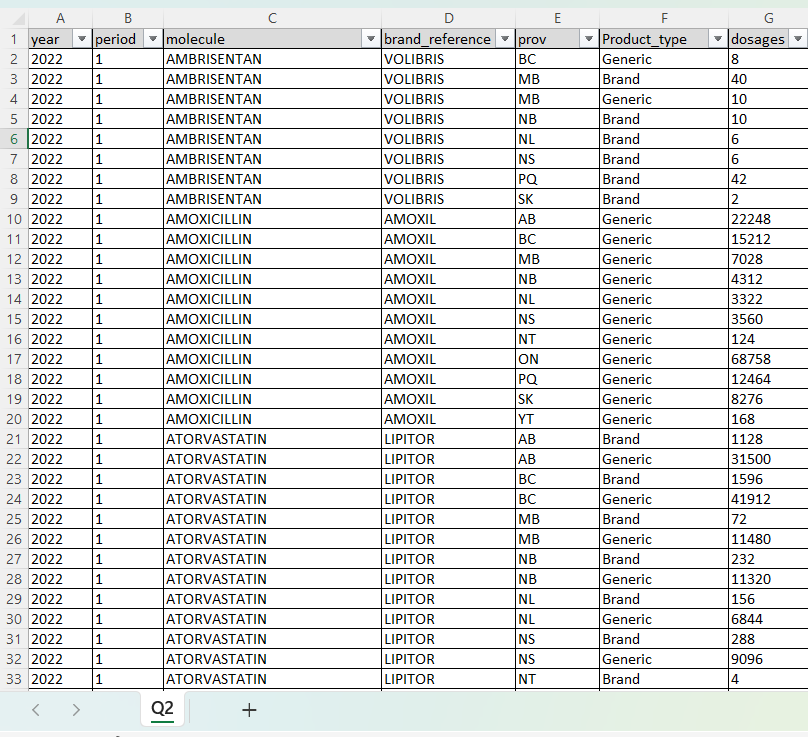 A B C D E F G
1 year period molecule brand_reference prov Product_type dosages
2 2022 1 AMBRISENTAN VOLIBRIS BC Generic 8
3 2022 1 AMBRISENTAN VOLIBRIS MB Brand 40
4 2022 1 AMBRISENTAN VOLIBRIS MB Generic 10
5 2022 1 AMBRISENTAN VOLIBRIS NB Brand 10
6 2022 1 AMBRISENTAN VOLIBRIS NL Brand 6
7 2022 1 AMBRISENTAN VOLIBRIS NS Brand 6
8 2022 1 AMBRISENTAN VOLIBRIS PQ Brand 42
9 2022 1 AMBRISENTAN VOLIBRIS SK Brand 2
10 2022 1 AMOXICILLIN AMOXIL AB Generic 22248
11 2022 1 AMOXICILLIN AMOXIL BC Generic 15212
12 2022 1 AMOXICILLIN AMOXIL MB Generic 7028
13 2022 1 AMOXICILLIN AMOXIL NB Generic 4312
14 2022 1 AMOXICILLIN AMOXIL NL Generic 3322
15 2022 1 AMOXICILLIN AMOXIL NS Generic 3560
16 2022 1 AMOXICILLIN AMOXIL NT Generic 124
17 2022 1 AMOXICILLIN AMOXIL ON Generic 68758
18 2022 1 AMOXICILLIN AMOXIL PQ Generic 12464
19 2022 1 AMOXICILLIN AMOXIL SK Generic 8276
20 2022 1 AMOXICILLIN AMOXIL YT Generic 168
21 2022 1 ATORVASTATIN LIPITOR AB Brand 1128
22 2022 1 ATORVASTATIN LIPITOR AB Generic 31500
23 2022 1 ATORVASTATIN LIPITOR BC Brand 1596
24 2022 1 ATORVASTATIN LIPITOR BC Generic 41912
25 2022 1 ATORVASTATIN LIPITOR MB Brand 72
26 2022 1 ATORVASTATIN LIPITOR MB Generic 11480
27 2022 1 ATORVASTATIN LIPITOR NB Brand 232
28 2022 1 ATORVASTATIN LIPITOR NB Generic 11320
29 2022 1 ATORVASTATIN LIPITOR NL Brand 156
30 2022 1 ATORVASTATIN LIPITOR NL Generic 6844
31 2022 1 ATORVASTATIN LIPITOR NS Brand 288
32 2022 1 ATORVASTATIN LIPITOR NS Generic 9096
33 2022 1 ATORVASTATIN LIPITOR NT Brand 4
Q2